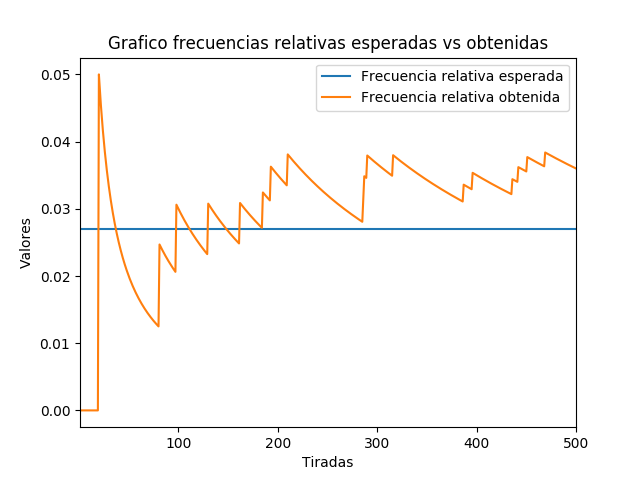 Grafico frecuencias relativas esperadas vs obtenidas
Frecuencia relativa esperada
Frecuencia relativa obtenida
0.05
0.04
0.03
0.02
0.01
0.00
Valores
100
200
300
400
500
Tiradas